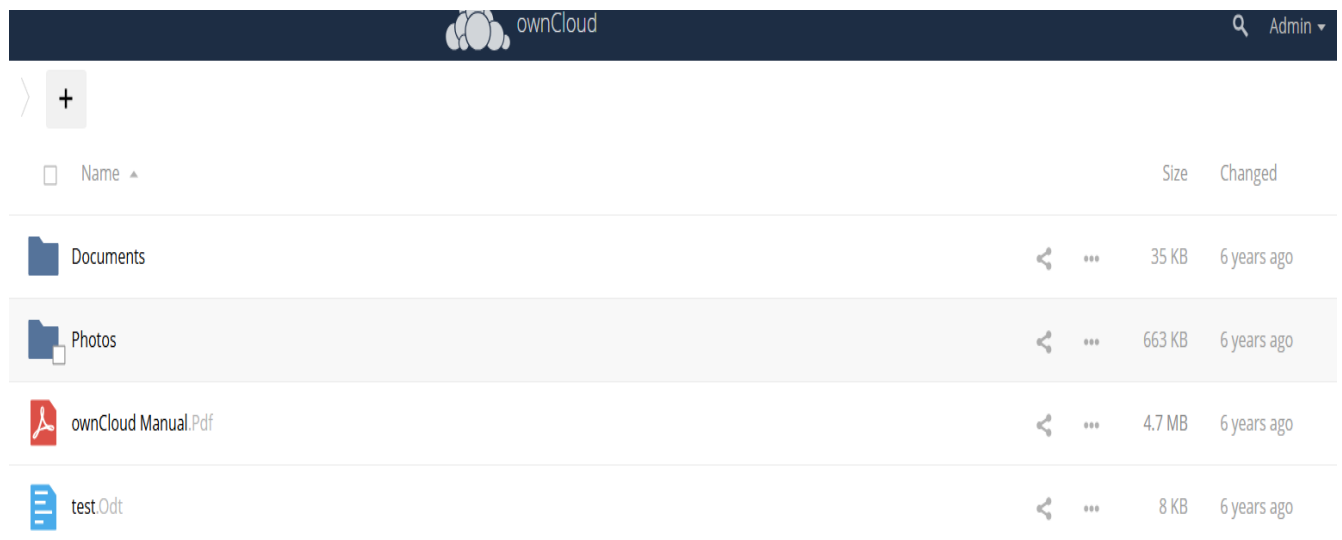 ownCloud Admin
+
Name Size Changed
Documents 35 KB 6 years ago
Photos 663 KB 6 years ago
ownCloud Manual.Pdf 4.7 MB 6 years ago
test.Odt 8 KB 6 years ago